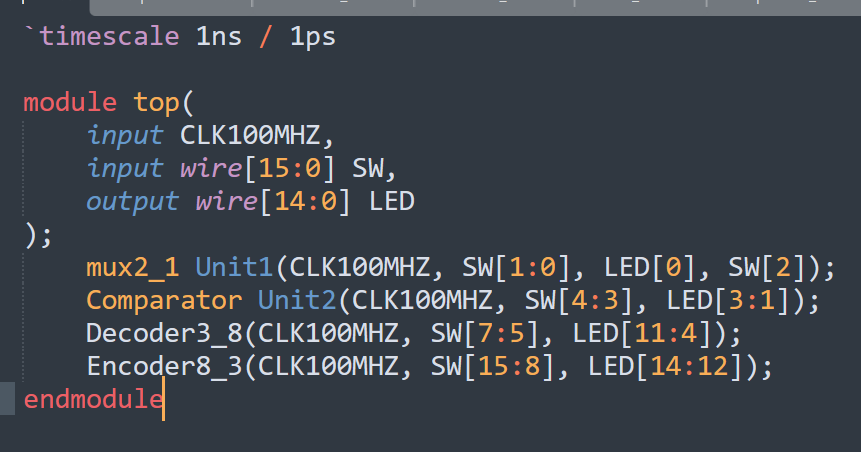 `timescale 1ns / 1ps
module top(
input CLK100MHZ,
input wire[15:0] SW,
output wire[14:0] LED
);
mux2_1 Unit1(CLK100MHZ, SW[1:0], LED[0], SW[2]);
Comparator Unit2(CLK100MHZ, SW[4:3], LED[3:1]);
Decoder3_8(CLK100MHZ, SW[7:5], LED[11:4]);
Encoder8_3(CLK100MHZ, SW[15:8], LED[14:12]);
endmodule